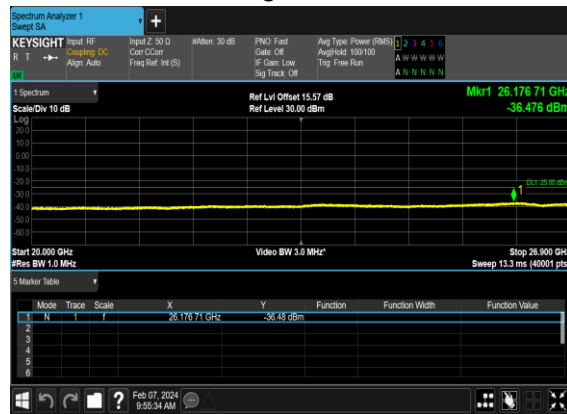 Spectrum Analyzer 1
Swept SA
+
KEYSIGHT Input: RF Input Z: 50 Ω #Atten: 30 dB PNO: Fast Avg Type: Power (RMS) 1 2 3 4 5 6
R T Coupling: DC Corr CCorr Gate: Off Avg|Hold: 100/100 A W W W W W
Align: Auto Freq Ref: Int (S) IF Gain: Low Trig: Free Run
LW Sig Track: Off A N N N N N
1 Spectrum Ref Lvl Offset 15.57 dB Mkr1 26.176 71 GHz
Scale/Div 10 dB Ref Level 30.00 dBm -36.476 dBm
Log
20.0
10.0
0.00
-10.0
-20.0
DL1 -25.00 dBm
-30.0
1
-40.0
-50.0
-60.0
Start 20.000 GHz Video BW 3.0 MHz* Stop 26.900 GHz
#Res BW 1.0 MHz Sweep 13.3 ms (40001 pts)
5 Marker Table
Mode Trace Scale X Y Function Function Width Function Value
1 N 1 f 26.176 71 GHz -36.48 dBm
2
3
4
5
6
? Feb 07, 2024
9:55:34 AM